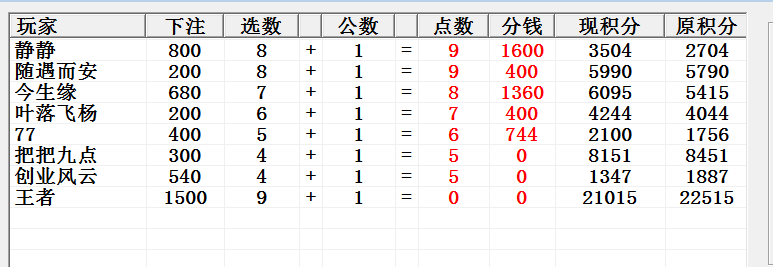 玩家 下注 选数 公数 点数 分钱 现积分 原积分
静静 800 8 + 1 = 9 1600 3504 2704
随遇而安 200 8 + 1 = 9 400 5990 5790
今生缘 680 7 + 1 = 8 1360 6095 5415
叶落飞杨 200 6 + 1 = 7 400 4244 4044
77 400 5 + 1 = 6 744 2100 1756
把把九点 300 4 + 1 = 5 0 8151 8451
创业风云 540 4 + 1 = 5 0 1347 1887
王者 1500 9 + 1 = 0 0 21015 22515